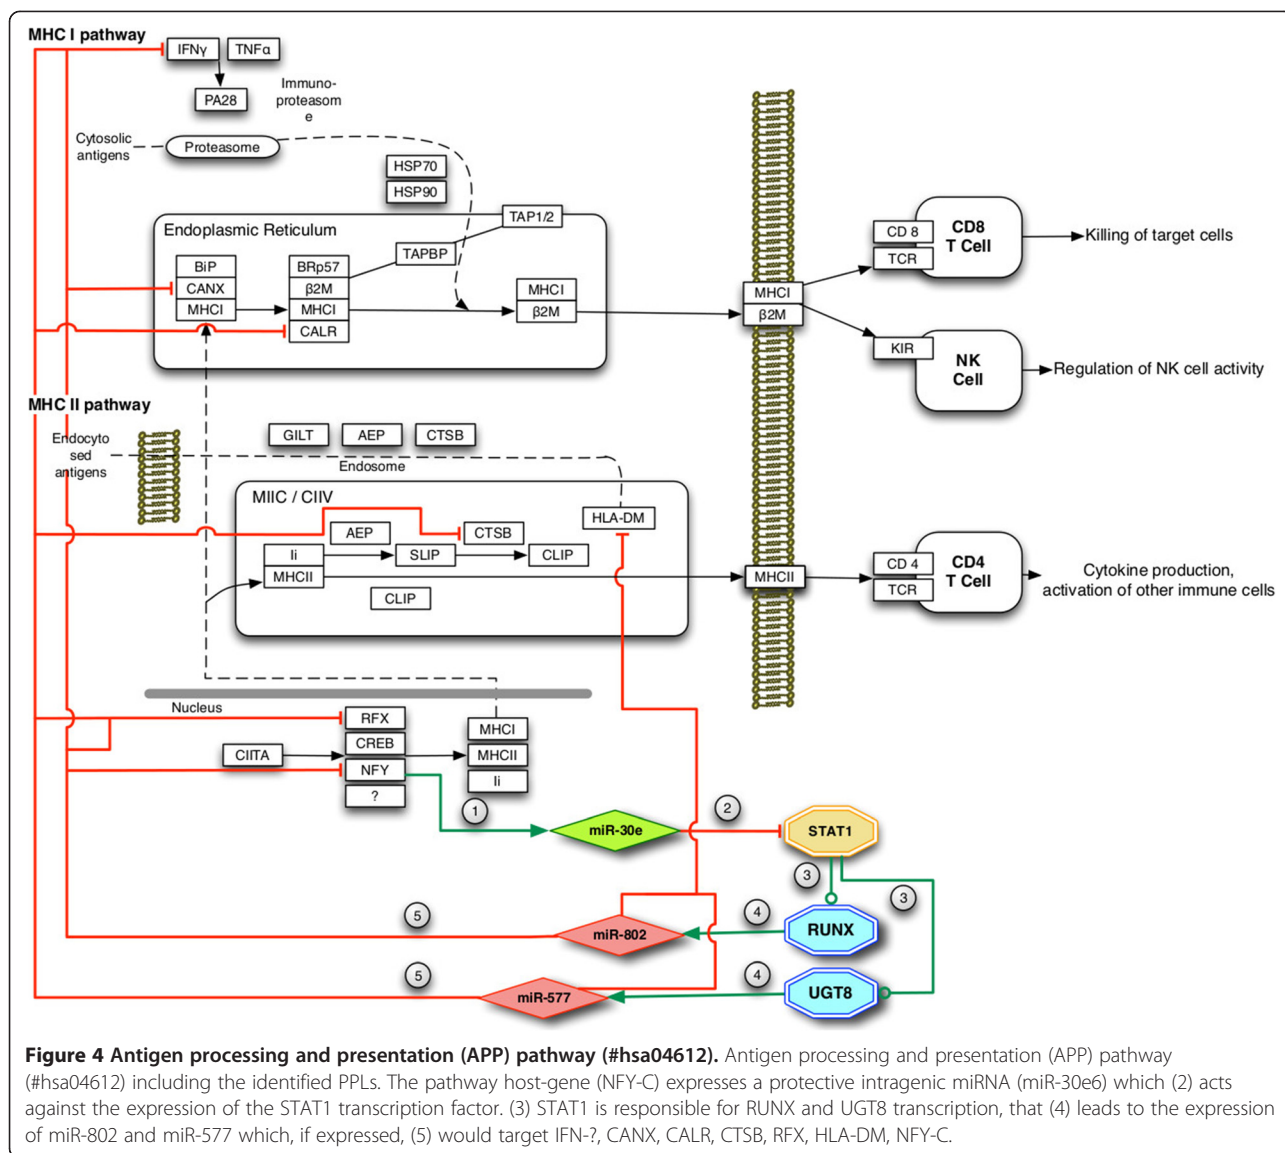 MHC I pathway
IFNγ
TNFα
PA28
Immuno-
proteasom
e
Cytosolic
antigens
Proteasome
HSP70
HSP90
TAP1/2
Endoplasmic Reticulum
TAPBP
BiP
CANX
MHCI
BRp57
β2M
MHCI
CALR
MHCI
β2M
MHCI
β2M
CD 8
TCR
CD8
T Cell
Killing of target cells
KIR
NK
Cell
Regulation of NK cell activity
MHC II pathway
Endocyto
sed
antigens
GILT
AEP
CTSB
Endosome
MIIC / CIIV
HLA-DM
AEP
CTSB
Ii
MHCII
SLIP
CLIP
CLIP
MHCII
CD 4
TCR
CD4
T Cell
Cytokine production,
activation of other immune cells
Nucleus
CIITA
RFX
CREB
NFY
?
MHCI
MHCII
Ii
1
miR-30e
2
STAT1
3
3
5
miR-802
4
RUNX
5
miR-577
4
UGT8
Figure 4 Antigen processing and presentation (APP) pathway (#hsa04612). Antigen processing and presentation (APP) pathway
(#hsa04612) including the identified PPLs. The pathway host-gene (NFY-C) expresses a protective intragenic miRNA (miR-30e6) which (2) acts
against the expression of the STAT1 transcription factor. (3) STAT1 is responsible for RUNX and UGT8 transcription, that (4) leads to the expression
of miR-802 and miR-577 which, if expressed, (5) would target IFN-?, CANX, CALR, CTSB, RFX, HLA-DM, NFY-C.